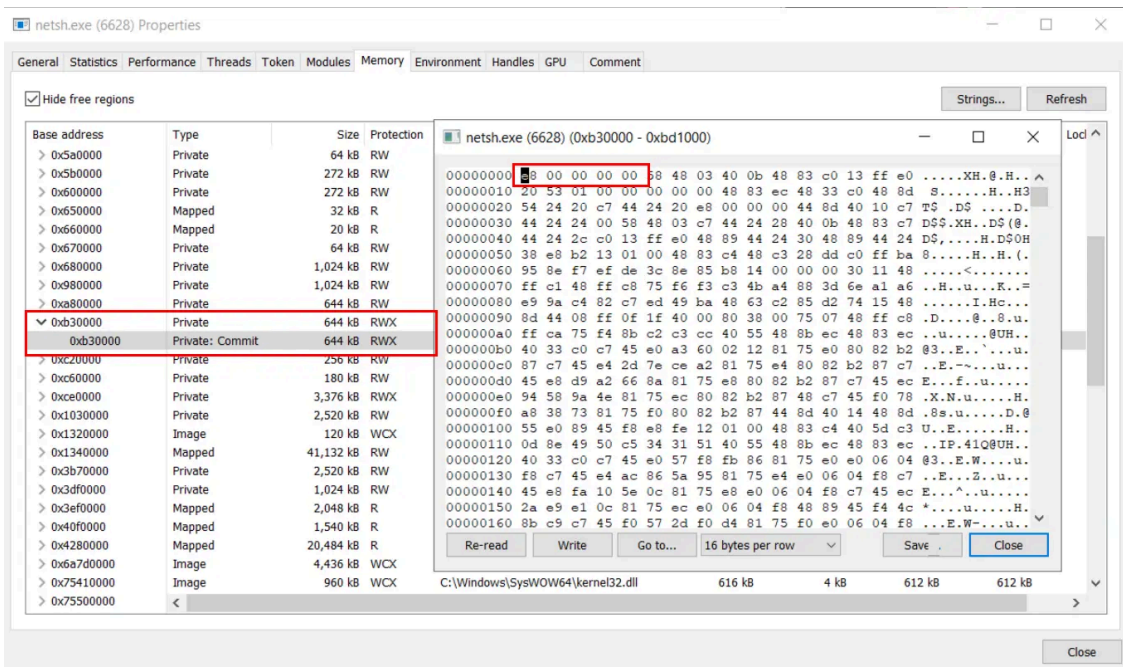 netsh.exe (6628) Properties
General Statistics Performance Threads Token Modules Memory Environment Handles GPU Comment
Hide free regions
Strings... Refresh
Base address Type Size Protection
> 0x5a0000 Private 64 kB RW
> 0x5b0000 Private 272 kB RW
> 0x600000 Private 272 kB RW
> 0x650000 Mapped 32 kB R
> 0x660000 Mapped 20 kB R
> 0x670000 Private 64 kB RW
> 0x680000 Private 1,024 kB RW
> 0x980000 Private 1,024 kB RW
> 0xa80000 Private 644 kB RW
0xb30000 Private 644 kB RWX
0xb30000 Private: Commit 644 kB RWX
> 0xc20000 Private 256 kB RW
> 0xc60000 Private 180 kB RW
> 0xce0000 Private 3,376 kB RWX
> 0x1030000 Private 2,520 kB RW
> 0x1320000 Image 120 kB WCX
> 0x1340000 Mapped 41,132 kB RW
> 0x3b70000 Private 2,520 kB RW
> 0x3df0000 Private 1,024 kB RW
> 0x3ef0000 Mapped 2,048 kB R
> 0x40f0000 Mapped 1,540 kB R
> 0x4280000 Mapped 20,484 kB R
> 0x6a7d0000 Image 4,436 kB WCX
> 0x75410000 Image 960 kB WCX C:\Windows\SysWOW64\kernel32.dll 616 kB 4 kB 612 kB 612 kB
> 0x75500000
netsh.exe (6628) (0xb30000 - 0xbd1000)
00000000 e8 00 00 00 00 58 48 03 40 0b 48 83 c0 13 ff e0 .....XH.@.H..
00000010 20 53 01 00 00 00 00 00 48 83 ec 48 33 c0 48 8d S......H..H3
00000020 54 24 20 c7 44 24 20 e8 00 00 00 44 8d 40 10 c7 T$ .D$ ....D.
00000030 44 24 24 00 58 48 03 c7 44 24 28 40 0b 48 83 c7 D$$.XH..D$(@.
00000040 44 24 2c c0 13 ff e0 48 89 44 24 30 48 89 44 24 D$,....H.D$0H
00000050 38 e8 b2 13 01 00 48 83 c4 48 c3 28 dd c0 ff ba 8.....H..H.(.
00000060 95 8e f7 ef de 3c 8e 85 b8 14 00 00 00 30 11 48 .....<.......
00000070 ff c1 48 ff c8 75 f6 f3 c3 4b a4 88 3d 6e a1 a6 ..H..u...K..=
00000080 e9 9a c4 82 c7 ed 49 ba 48 63 c2 85 d2 74 15 48 ......I.Hc...
00000090 8d 44 08 ff 0f 1f 40 00 80 38 00 75 07 48 ff c8 .D....@..8.u.
000000a0 ff ca 75 f4 8b c2 c3 cc 40 55 48 8b ec 48 83 ec ..u.....@UH..
000000b0 40 33 c0 c7 45 e0 a3 60 02 12 81 75 e0 80 82 b2 @3..E..`...u.
000000c0 87 c7 45 e4 2d 7e ce a2 81 75 e4 80 82 b2 87 c7 ..E.-~...u...
000000d0 45 e8 d9 a2 66 8a 81 75 e8 80 82 b2 87 c7 45 ec E...f..u.....
000000e0 94 58 9a 4e 81 75 ec 80 82 b2 87 48 c7 45 f0 78 .X.N.u.....H.
000000f0 a8 38 73 81 75 f0 80 82 b2 87 44 8d 40 14 48 8d .8s.u.....D.@
00000100 55 e0 89 45 f8 e8 fe 12 01 00 48 83 c4 40 5d c3 U..E......H..
00000110 0d 8e 49 50 c5 34 31 51 40 55 48 8b ec 48 83 ec ..IP.41Q@UH..
00000120 40 33 c0 c7 45 e0 57 f8 fb 86 81 75 e0 e0 06 04 @3..E.W....u.
00000130 f8 c7 45 e4 ac 86 5a 95 81 75 e4 e0 06 04 f8 c7 ..E...Z..u...
00000140 45 e8 fa 10 5e 0c 81 75 e8 e0 06 04 f8 c7 45 ec E...^..u.....
00000150 2a e9 e1 0c 81 75 ec e0 06 04 f8 48 89 45 f4 4c *....u.....H.
00000160 8b c9 c7 45 f0 57 2d f0 d4 81 75 f0 e0 06 04 f8 ...E.W-...u..
Re-read Write Go to... 16 bytes per row Save . Close
Close